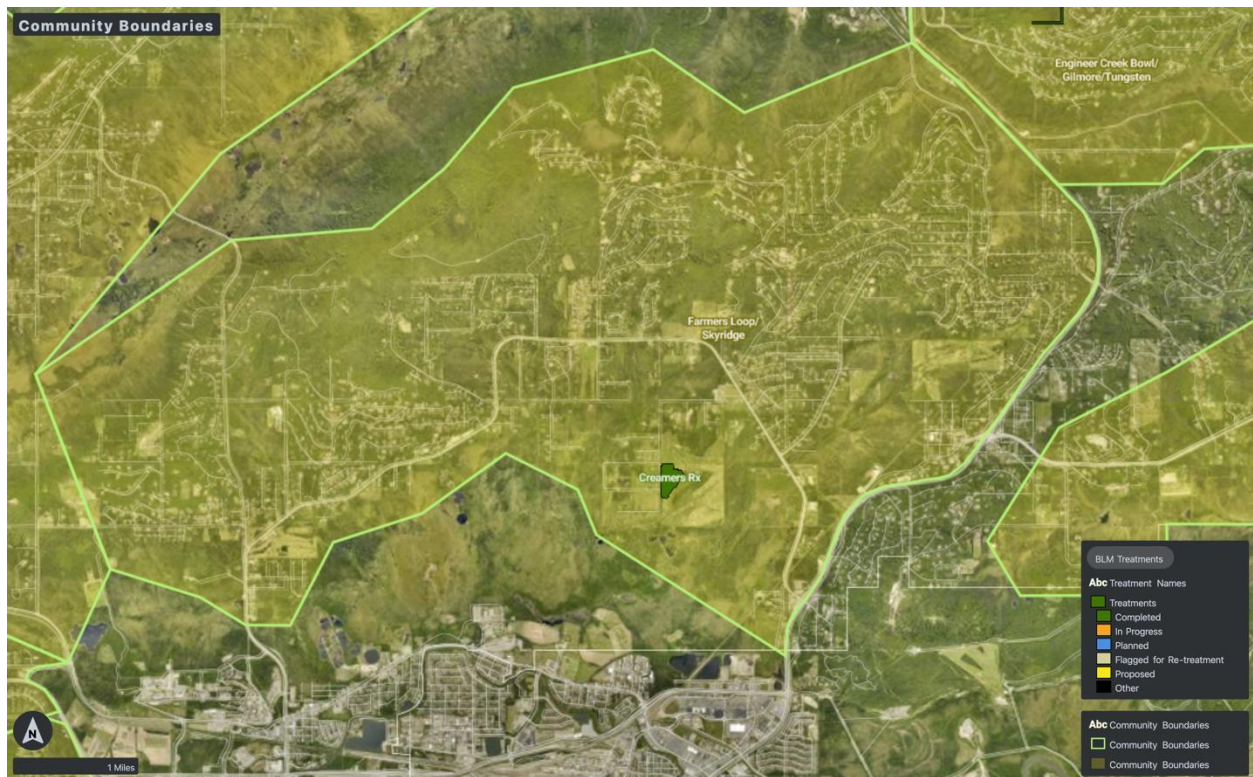 Community Boundaries
Engineer Creek Bowl/
Gilmore/Tungsten
Farmers Loop/
Skyridge
Creamers Rx
BLM Treatments
Abc Treatment Names
Treatments
Completed
In Progress
Planned
Flagged for Re-treatment
Proposed
Other
Abc Community Boundaries
Community Boundaries
Community Boundaries
N
1 Miles